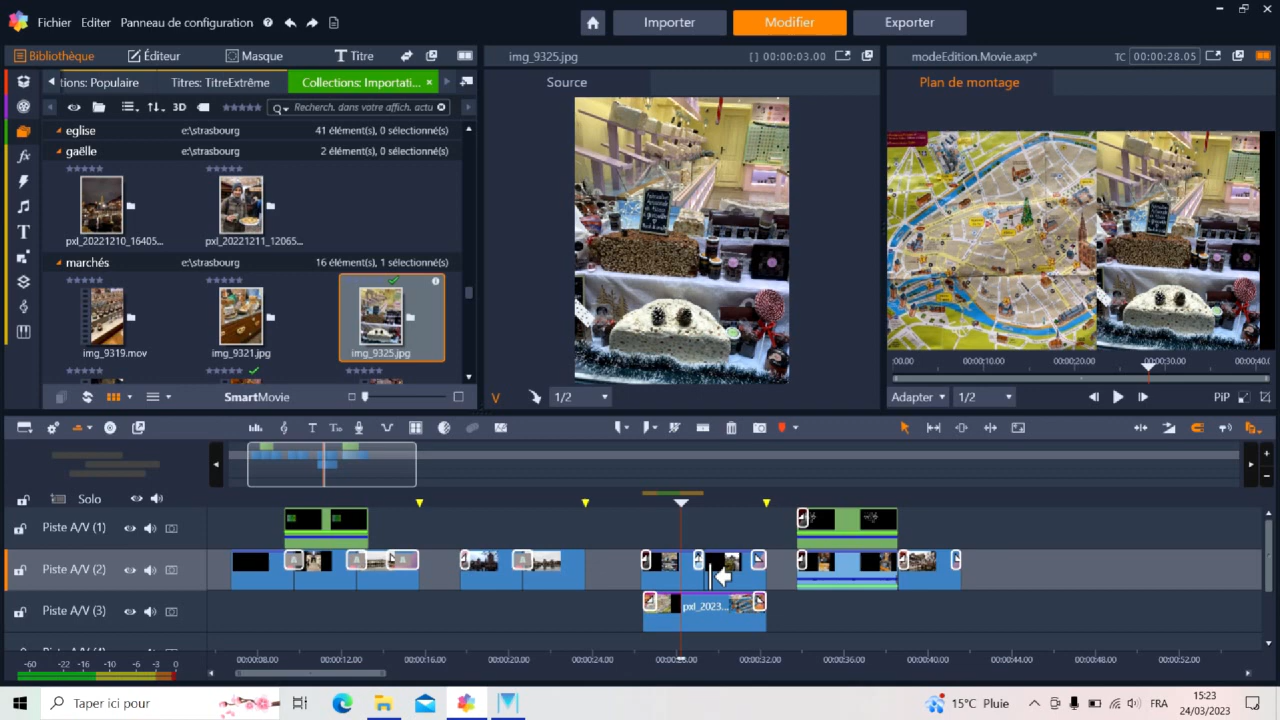 Fichier Editer Panneau de configuration
Importer Modifier Exporter
Bibliothèque Éditeur Masque Titre
img_9325.jpg [] 00:00:03.00
modeEdition.Movie.axp* TC 00:00:28.05
tions: Populaire Titres: TitreExtrême Collections: Importati... ×
Source
Plan de montage
3D Recherch. dans votre affich. actu
eglise e:\strasbourg 41 élément(s), 0 sélectionné(s)
gaëlle e:\strasbourg 2 élément(s), 0 sélectionné(s)
pxl_20221210_16405... pxl_20221211_12065...
marchés e:\strasbourg 16 élément(s), 1 sélectionné(s)
img_9319.mov img_9321.jpg img_9325.jpg
:00.00 00:00:10.00 00:00:20.00 00:00:30.00 00:00:40.0
SmartMovie
V 1/2
Adapter 1/2 PiP
Solo
Piste A/V (1)
Piste A/V (2)
Piste A/V (3)
pxl_2023...
-60 -22 -16 -10 -6 -3 0
00:00:08.00 00:00:12.00 00:00:16.00 00:00:20.00 00:00:24.00 00:00:28.00 00:00:32.00 00:00:36.00 00:00:40.00 00:00:44.00 00:00:48.00 00:00:52.00
Taper ici pour
15°C Pluie
FRA
15:23
24/03/2023